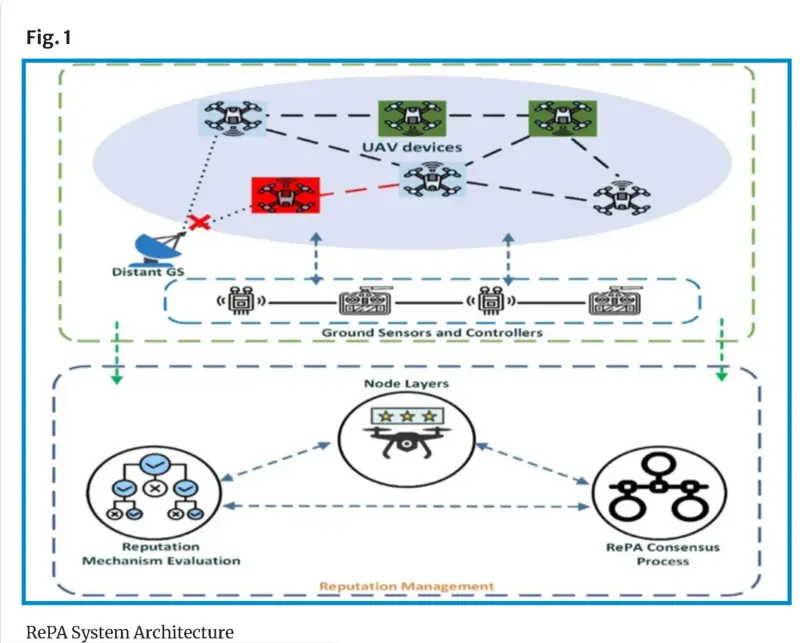 Fig. 1
UAV devices
Distant GS
Ground Sensors and Controllers
Node Layers
Reputation
Mechanism Evaluation
RePA Consensus
Process
Reputation Management
RePA System Architecture